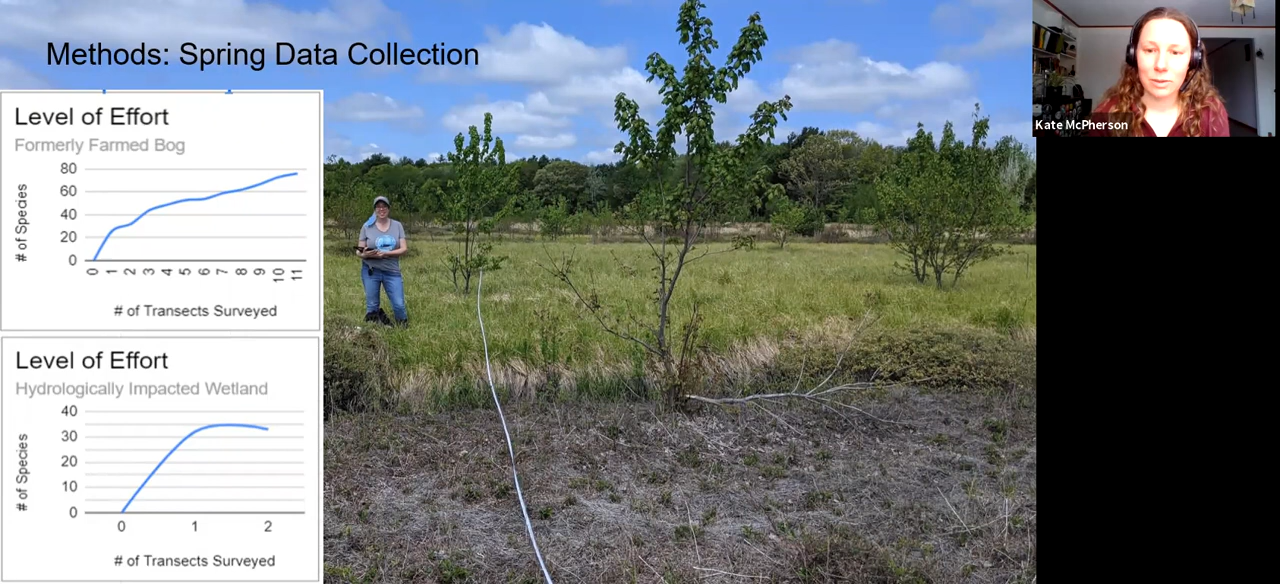 Methods: Spring Data Collection
Kate McPherson
Level of Effort
Formerly Farmed Bog
# of Species
80
60
40
20
0
0 1 2 3 4 5 6 7 8 9 10 11
# of Transects Surveyed
Level of Effort
Hydrologically Impacted Wetland
# of Species
40
30
20
10
0
0 1 2
# of Transects Surveyed